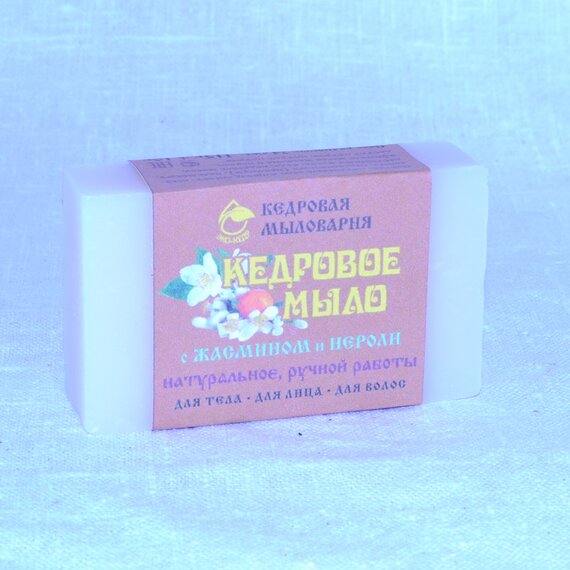 КЕДРОВАЯ
МЫЛОВАРНЯ
КЕДРОВОЕ
МЫЛО
с ЖАСМИНОМ и НЕРОЛИ
натуральное, ручной работы
для тела • для лица • для волос